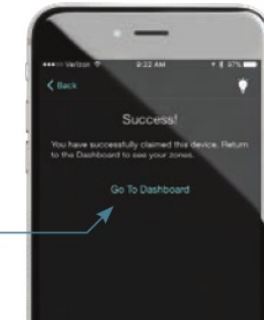 Verizon 9:22 AM 97%
Back
Success!
You have successfully claimed this device. Return
to the Dashboard to see your zones.
Go To Dashboard